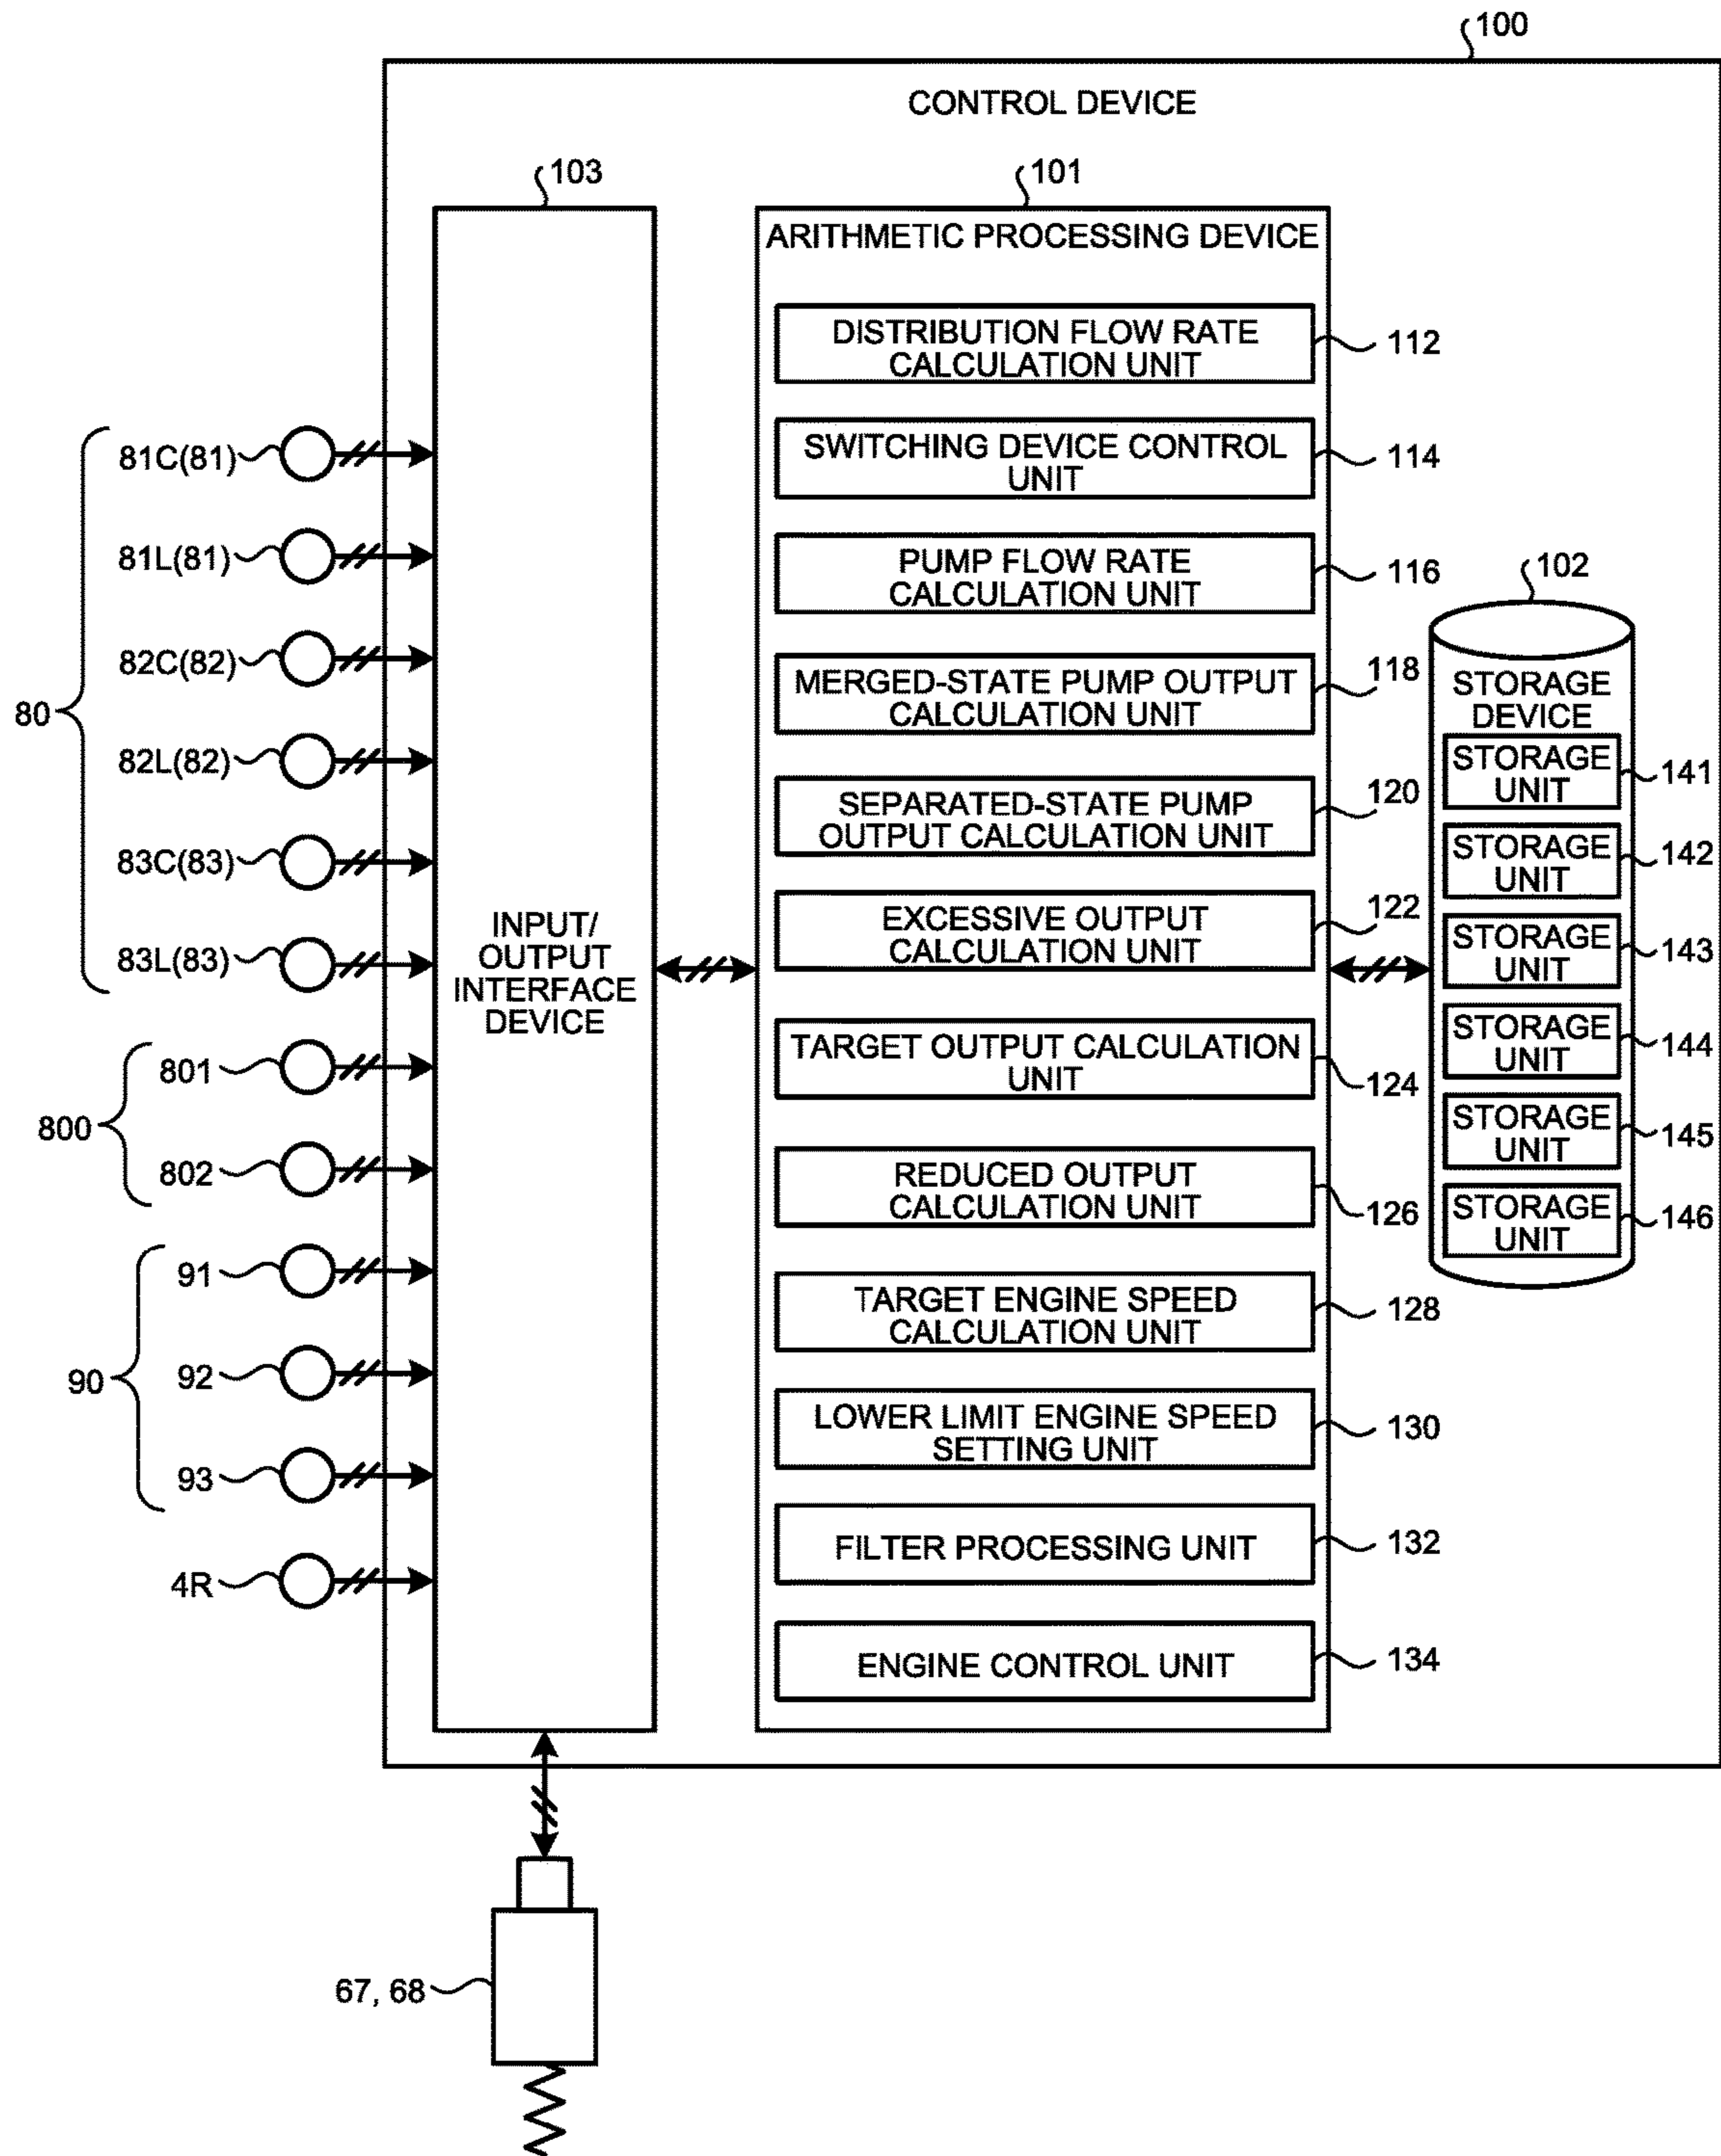 100
CONTROL DEVICE
103
101
ARITHMETIC PROCESSING DEVICE
DISTRIBUTION FLOW RATE
CALCULATION UNIT
112
SWITCHING DEVICE CONTROL
UNIT
114
PUMP FLOW RATE
CALCULATION UNIT
116
MERGED-STATE PUMP OUTPUT
CALCULATION UNIT
118
SEPARATED-STATE PUMP
OUTPUT CALCULATION UNIT
120
EXCESSIVE OUTPUT
CALCULATION UNIT
122
TARGET OUTPUT CALCULATION
UNIT
124
REDUCED OUTPUT
CALCULATION UNIT
126
TARGET ENGINE SPEED
CALCULATION UNIT
128
LOWER LIMIT ENGINE SPEED
SETTING UNIT
130
FILTER PROCESSING UNIT
132
ENGINE CONTROL UNIT
134
INPUT/
OUTPUT
INTERFACE
DEVICE
102
STORAGE
DEVICE
STORAGE
UNIT
141
STORAGE
UNIT
142
STORAGE
UNIT
143
STORAGE
UNIT
144
STORAGE
UNIT
145
STORAGE
UNIT
146
80
81C(81)
81L(81)
82C(82)
82L(82)
83C(83)
83L(83)
800
801
802
90
91
92
93
4R
67, 68